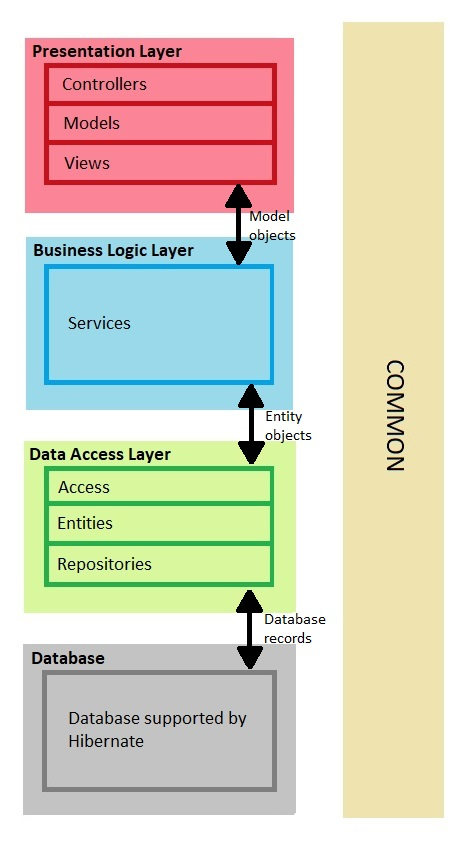 Presentation Layer
Controllers
Models
Views
Model
objects
Business Logic Layer
Services
Entity
objects
Data Access Layer
Access
Entities
Repositories
Database
records
Database
Database supported by
Hibernate
COMMON